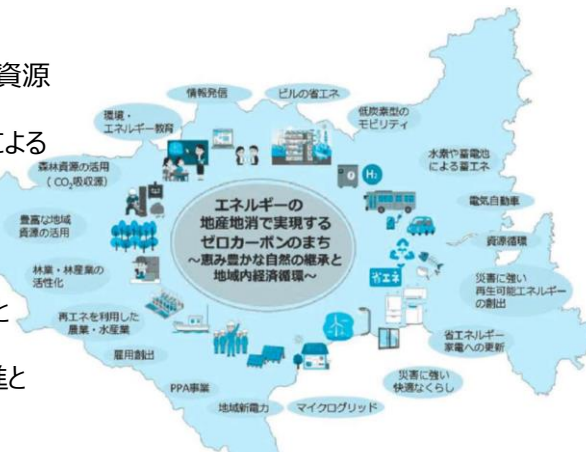 資源
による
と
進と
情報発信
ビルの省エネ
環境・
エネルギー教育
低炭素型の
モビリティ
森林資源の活用
（CO₂吸収源）
水素や蓄電池
による蓄エネ
H₂
電気自動車
豊富な地域
資源の活用
エネルギーの
地産地消で実現する
ゼロカーボンのまち
～恵み豊かな自然の継承と
地域内経済循環～
資源循環
林業・林産業の
活性化
省エネ
災害に強い
再生可能エネルギー
の創出
再エネを利用した
農業・水産業
省エネルギー
家電への更新
雇用創出
災害に強い
快適なくらし
PPA事業
地域新電力
マイクログリッド